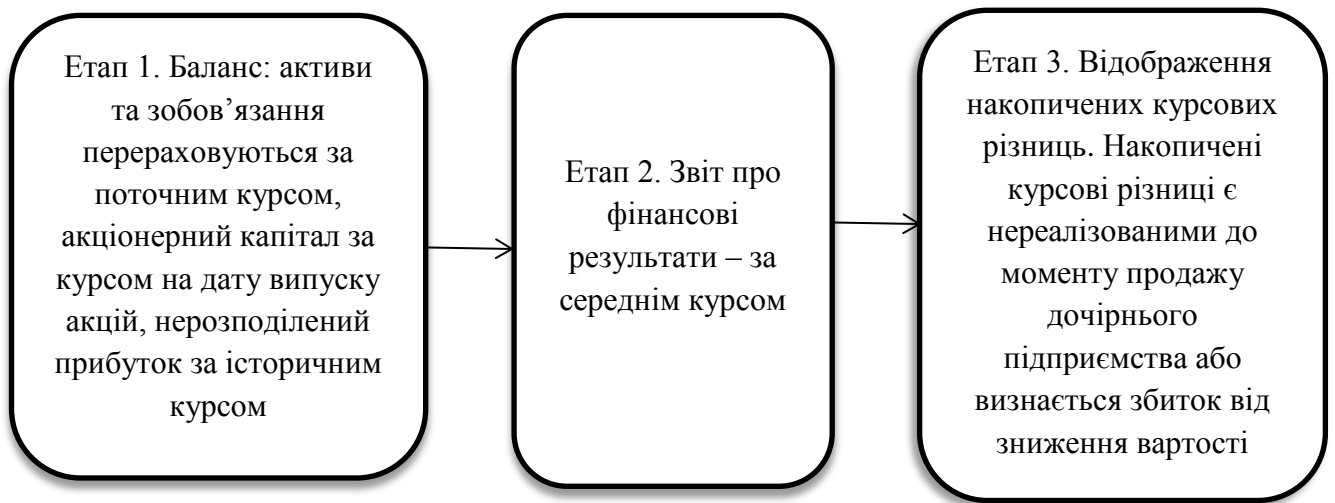 Етап 1. Баланс: активи
та зобов’язання
перераховуються за
поточним курсом,
акціонерний капітал за
курсом на дату випуску
акцій, нерозподілений
прибуток за історичним
курсом
Етап 2. Звіт про
фінансові
результати – за
середнім курсом
Етап 3. Відображення
накопичених курсових
різниць. Накопичені
курсові різниці є
нереалізованими до
моменту продажу
дочірнього
підприємства або
визнається збиток від
зниження вартості